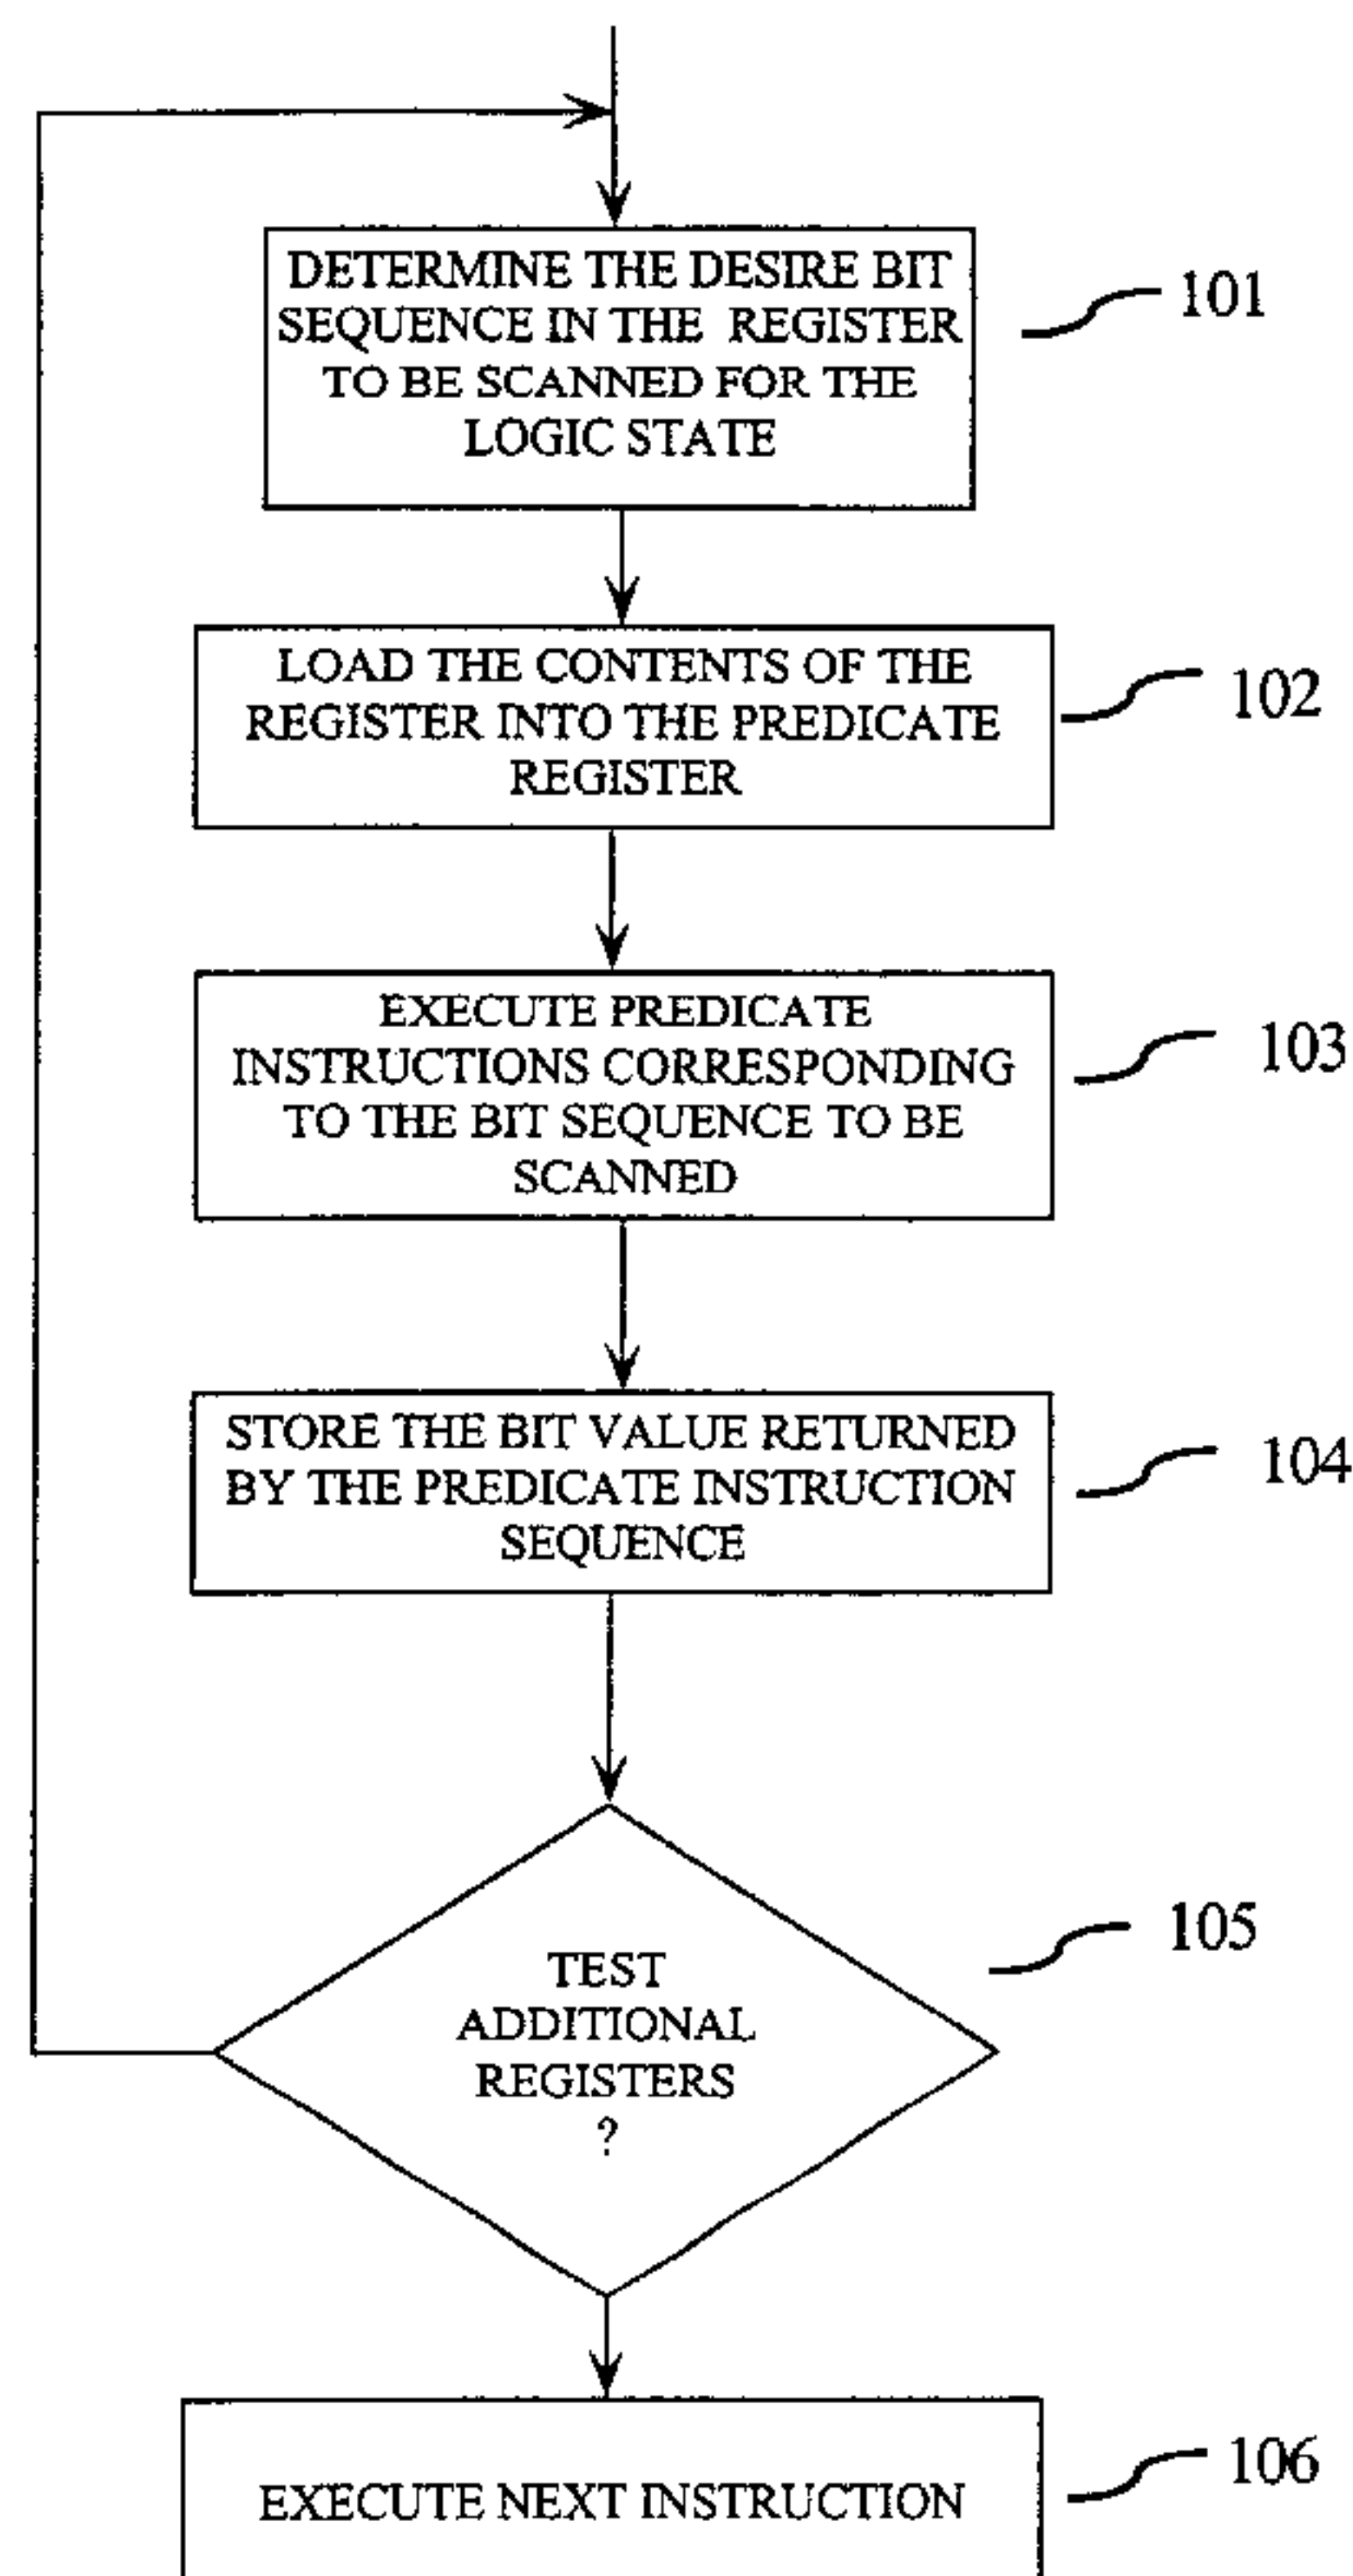 DETERMINE THE DESIRE BIT
SEQUENCE IN THE REGISTER
TO BE SCANNED FOR THE
LOGIC STATE
101
LOAD THE CONTENTS OF THE
REGISTER INTO THE PREDICATE
REGISTER
102
EXECUTE PREDICATE
INSTRUCTIONS CORRESPONDING
TO THE BIT SEQUENCE TO BE
SCANNED
103
STORE THE BIT VALUE RETURNED
BY THE PREDICATE INSTRUCTION
SEQUENCE
104
TEST
ADDITIONAL
REGISTERS
?
105
EXECUTE NEXT INSTRUCTION
106